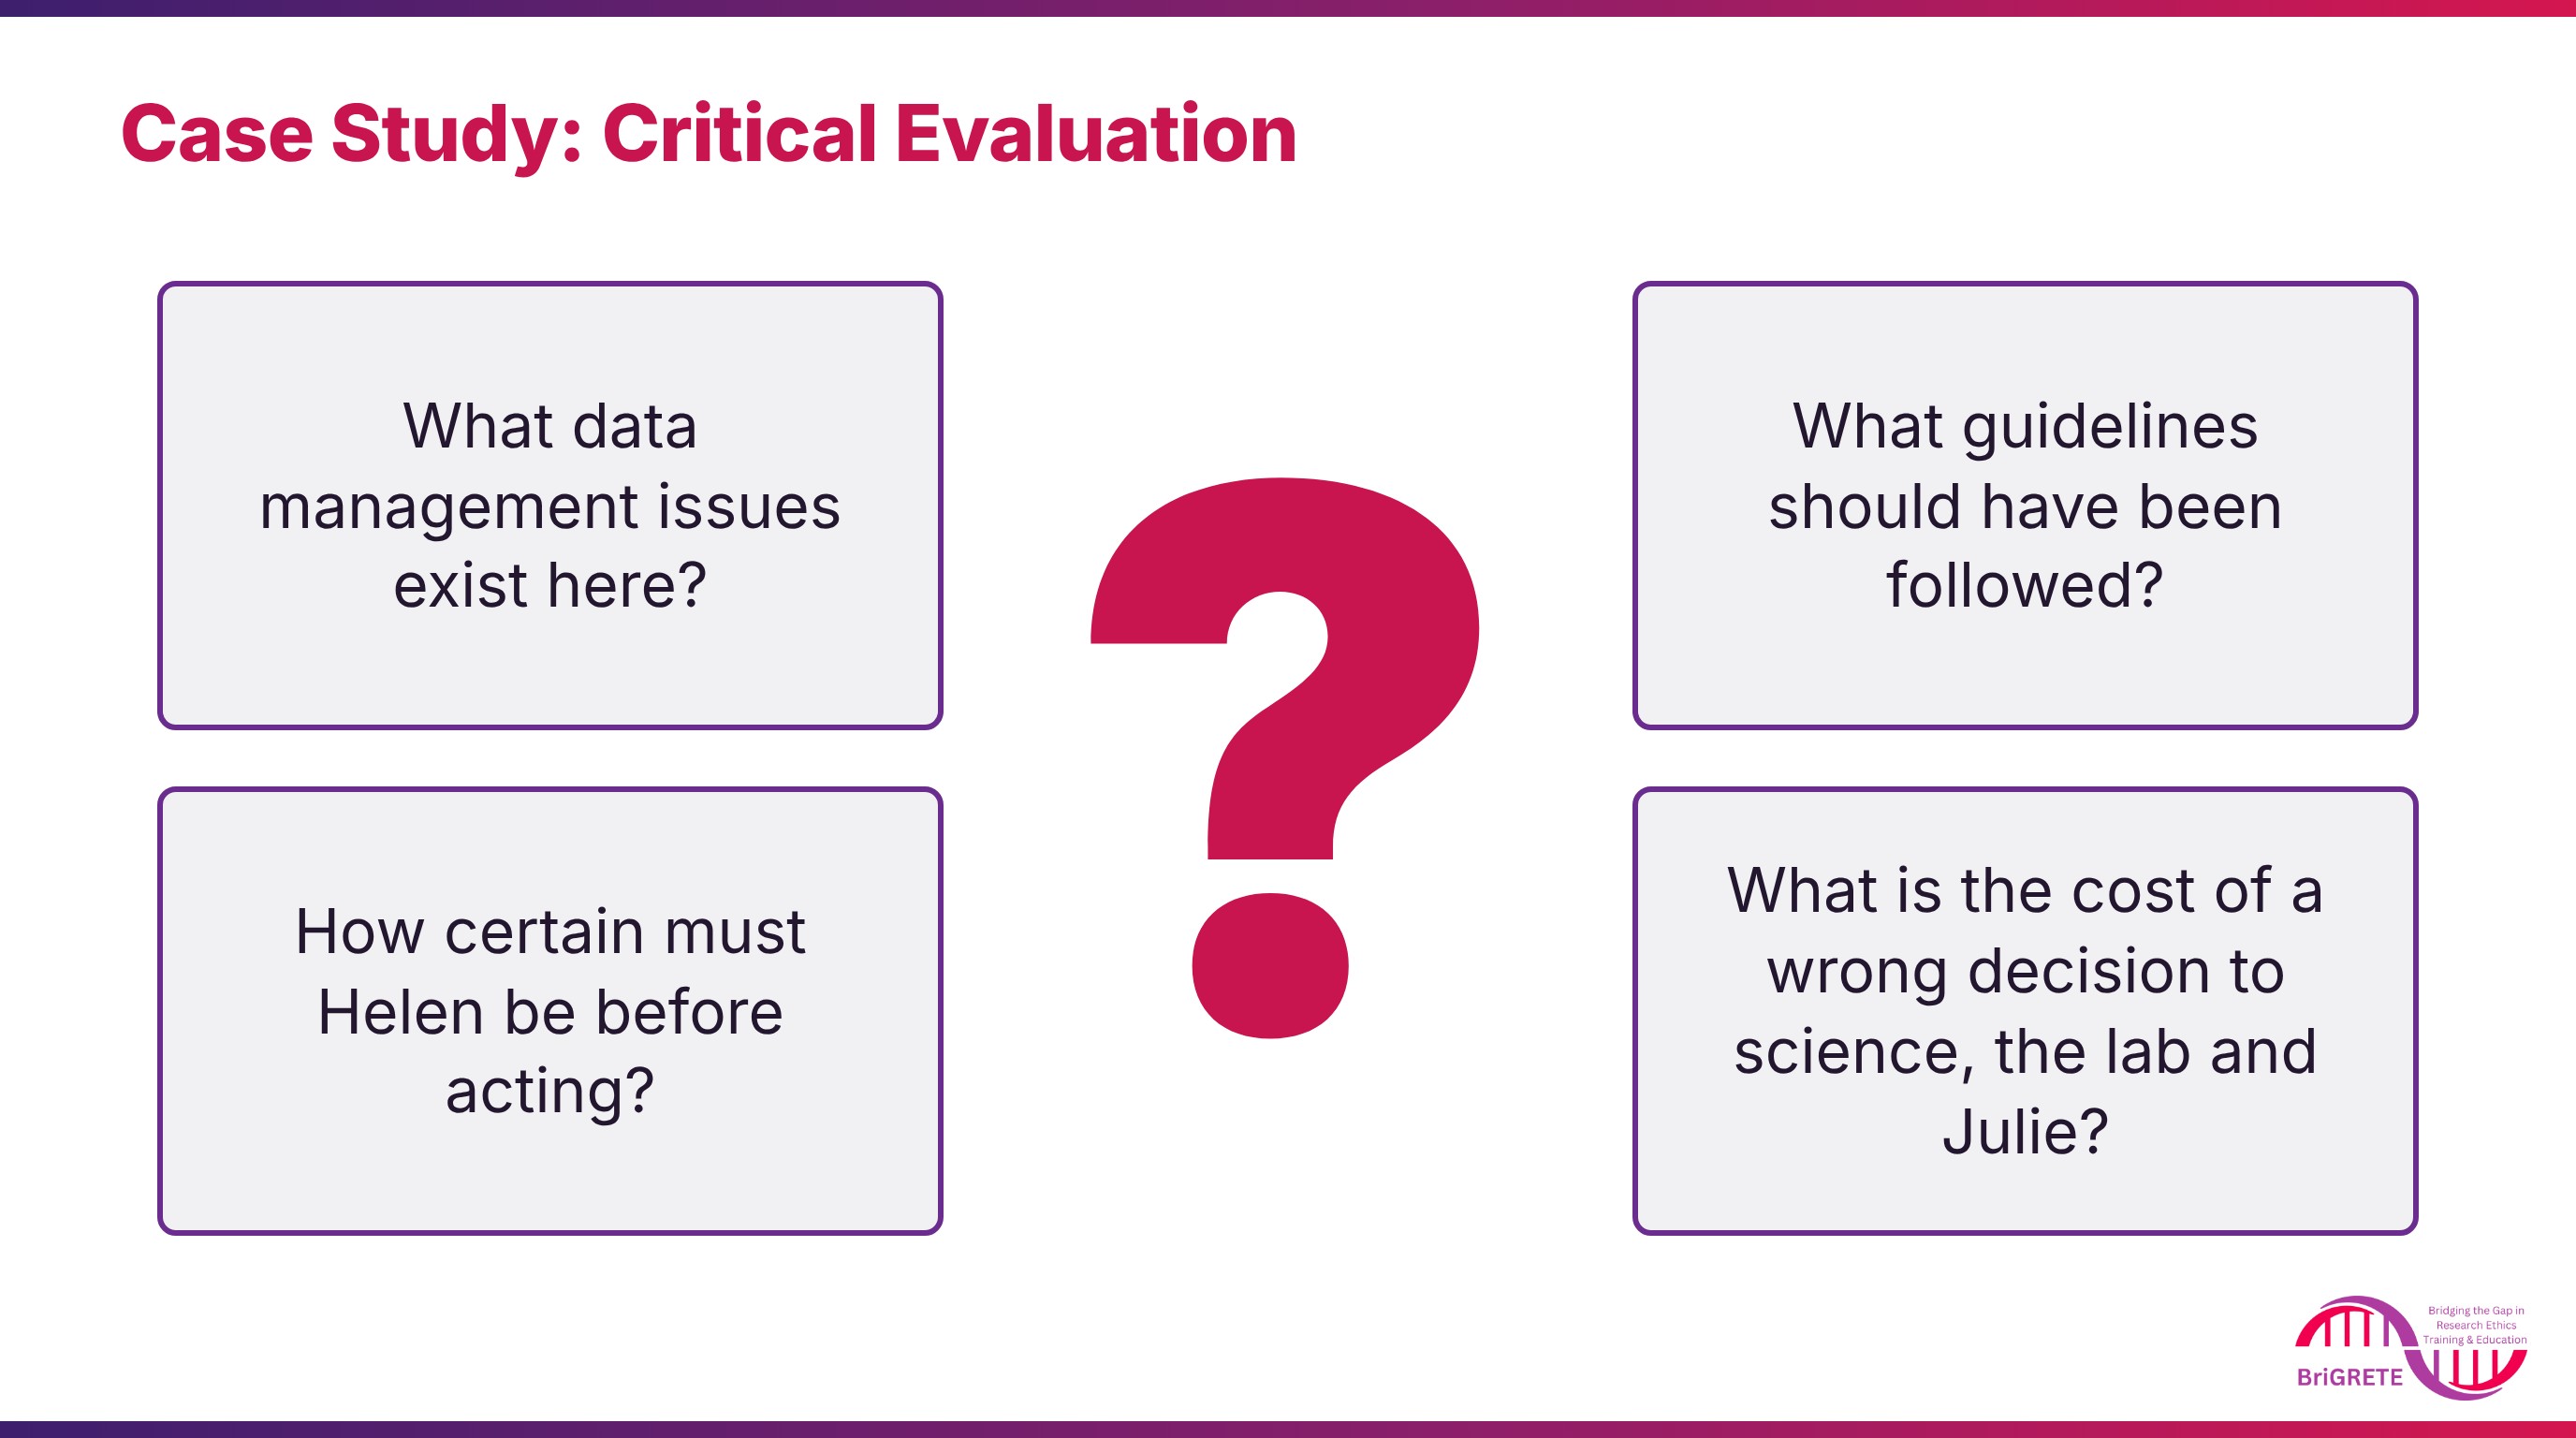 Case Study: Critical Evaluation
What data
management issues
exist here?
What guidelines
should have been
followed?
?
How certain must
Helen be before
acting?
What is the cost of a
wrong decision to
science, the lab and
Julie?
Bridging the Gap in
Research Ethics
Training & Education
BriGRETE